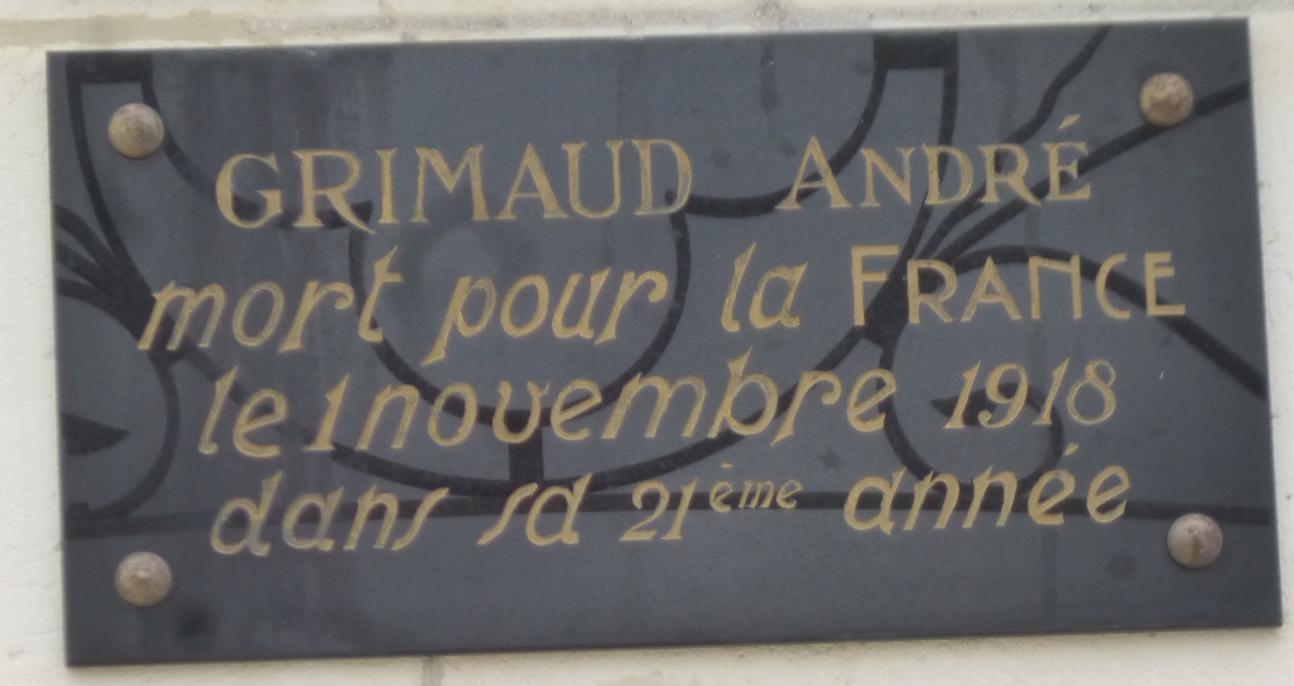 GRIMAUD ANDRÉ
mort pour la FRANCE
le 1 novembre 1918
dans sa 21ème année